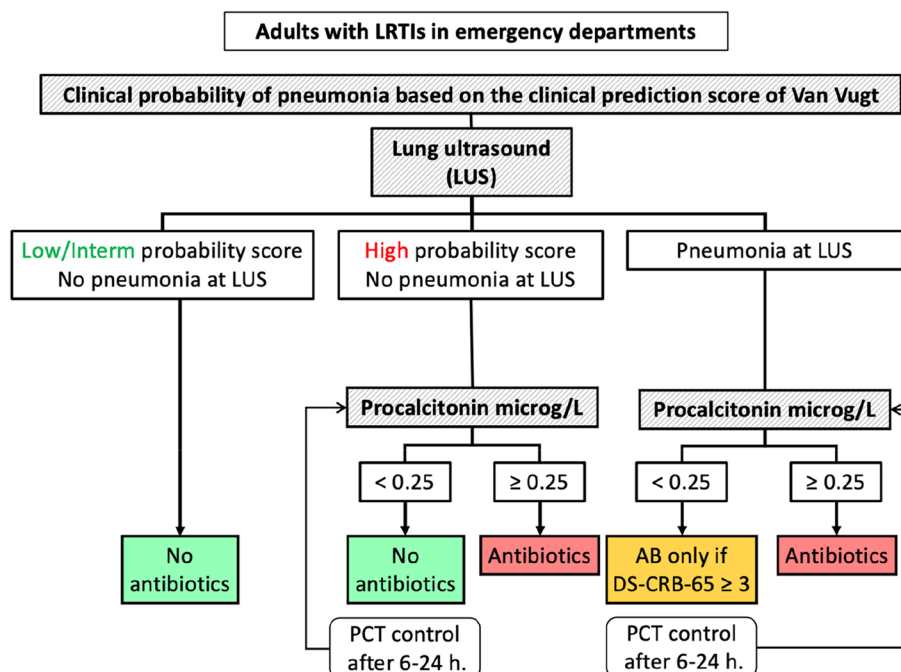 Adults with LRTIs in emergency departments
Clinical probability of pneumonia based on the clinical prediction score of Van Vugt
Lung ultrasound
(LUS)
Low/Interm probability score
No pneumonia at LUS
High probability score
No pneumonia at LUS
Pneumonia at LUS
Procalcitonin microg/L
Procalcitonin microg/L
< 0.25
≥ 0.25
< 0.25
≥ 0.25
No
antibiotics
No
antibiotics
Antibiotics
AB only if
DS-CRB-65 ≥ 3
Antibiotics
PCT control
after 6-24 h.
PCT control
after 6-24 h.